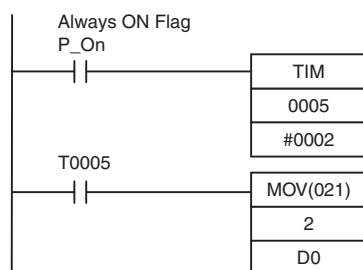 Always ON Flag
P_On
TIM
0005
#0002
T0005
MOV(021)
2
D0